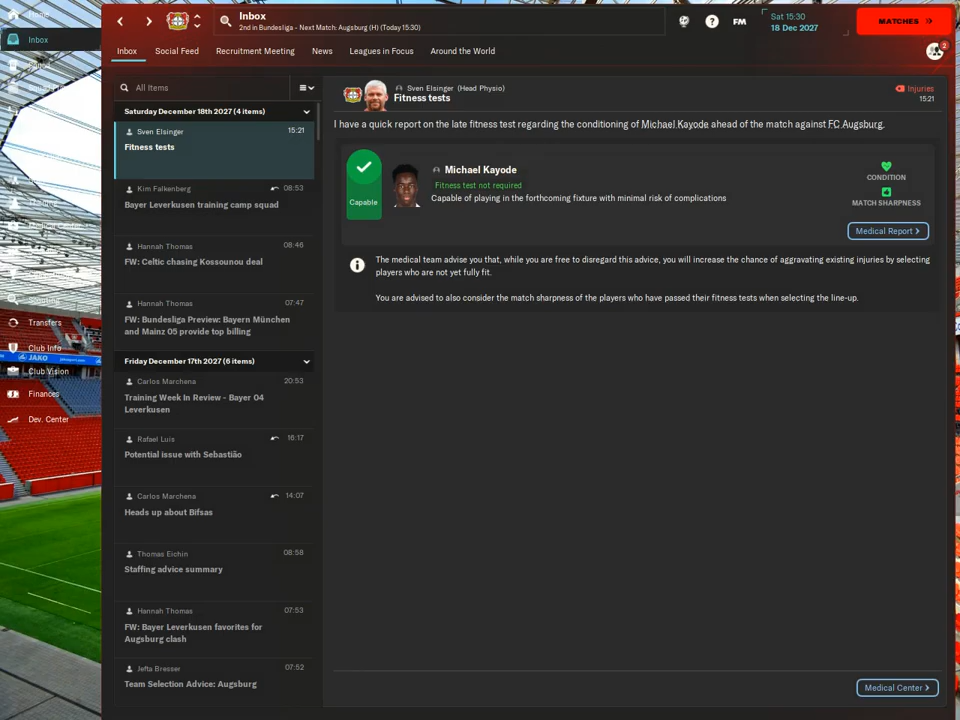 Home
Inbox
Inbox
2nd in Bundesliga - Next Match: Augsburg (H) (Today 15:30)
FM
Sat 15:30
18 Dec 2027
MATCHES
2
Inbox
Social Feed
Recruitment Meeting
News
Leagues in Focus
Around the World
All Items
Saturday December 18th 2027 (4 items)
Sven Elsinger
15:21
Fitness tests
Kim Falkenberg
08:53
Bayer Leverkusen training camp squad
Hannah Thomas
08:46
FW: Celtic chasing Kossounou deal
Hannah Thomas
07:47
FW: Bundesliga Preview: Bayern München
and Mainz 05 provide top billing
Friday December 17th 2027 (6 items)
Carlos Marchena
20:53
Training Week In Review - Bayer 04
Leverkusen
Rafael Luis
16:17
Potential issue with Sebastião
Carlos Marchena
14:07
Heads up about Bifsas
Thomas Eichin
08:58
Staffing advice summary
Hannah Thomas
07:53
FW: Bayer Leverkusen favorites for
Augsburg clash
Jefta Bresser
07:52
Team Selection Advice: Augsburg
Transfers
Club Info
JAKO
Club Vision
Finances
Dev. Center
Sven Elsinger (Head Physio)
Fitness tests
Injuries
15:21
I have a quick report on the late fitness test regarding the conditioning of Michael Kayode ahead of the match against FC Augsburg.
Capable
Michael Kayode
Fitness test not required
Capable of playing in the forthcoming fixture with minimal risk of complications
CONDITION
MATCH SHARPNESS
Medical Report
The medical team advise you that, while you are free to disregard this advice, you will increase the chance of aggravating existing injuries by selecting
players who are not yet fully fit.
You are advised to also consider the match sharpness of the players who have passed their fitness tests when selecting the line-up.
Medical Center